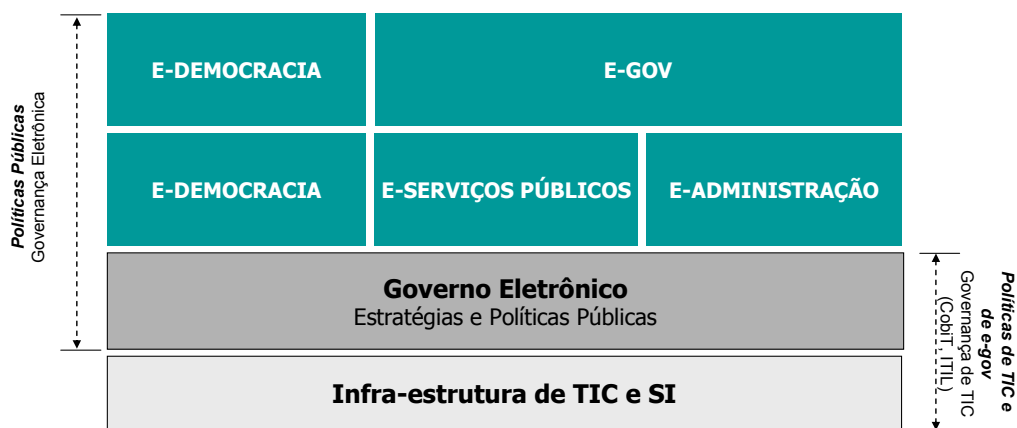 Políticas Públicas
Governança Eletrônica
E-DEMOCRACIA
E-GOV
E-DEMOCRACIA
E-SERVIÇOS PÚBLICOS
E-ADMINISTRAÇÃO
Governo Eletrônico
Estratégias e Políticas Públicas
Infra-estrutura de TIC e SI
Políticas de TIC e
de e-gov
Governança de TIC
(CobiT, ITIL)